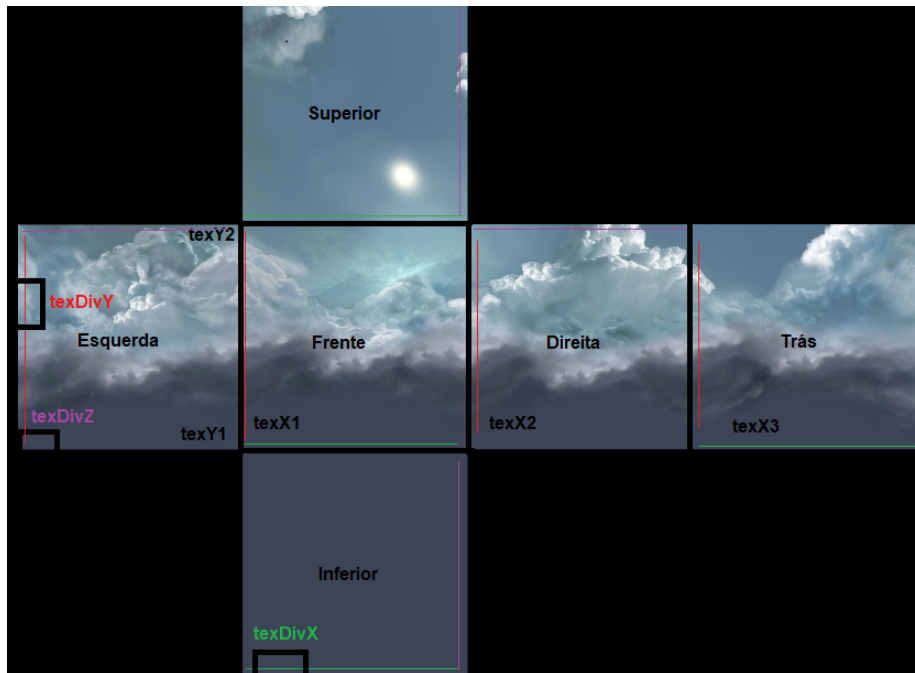 Superior
texY2
texDivY
Esquerda
Frente
Direita
Trás
texDivZ
texY1
texX1
texX2
texX3
Inferior
texDivX